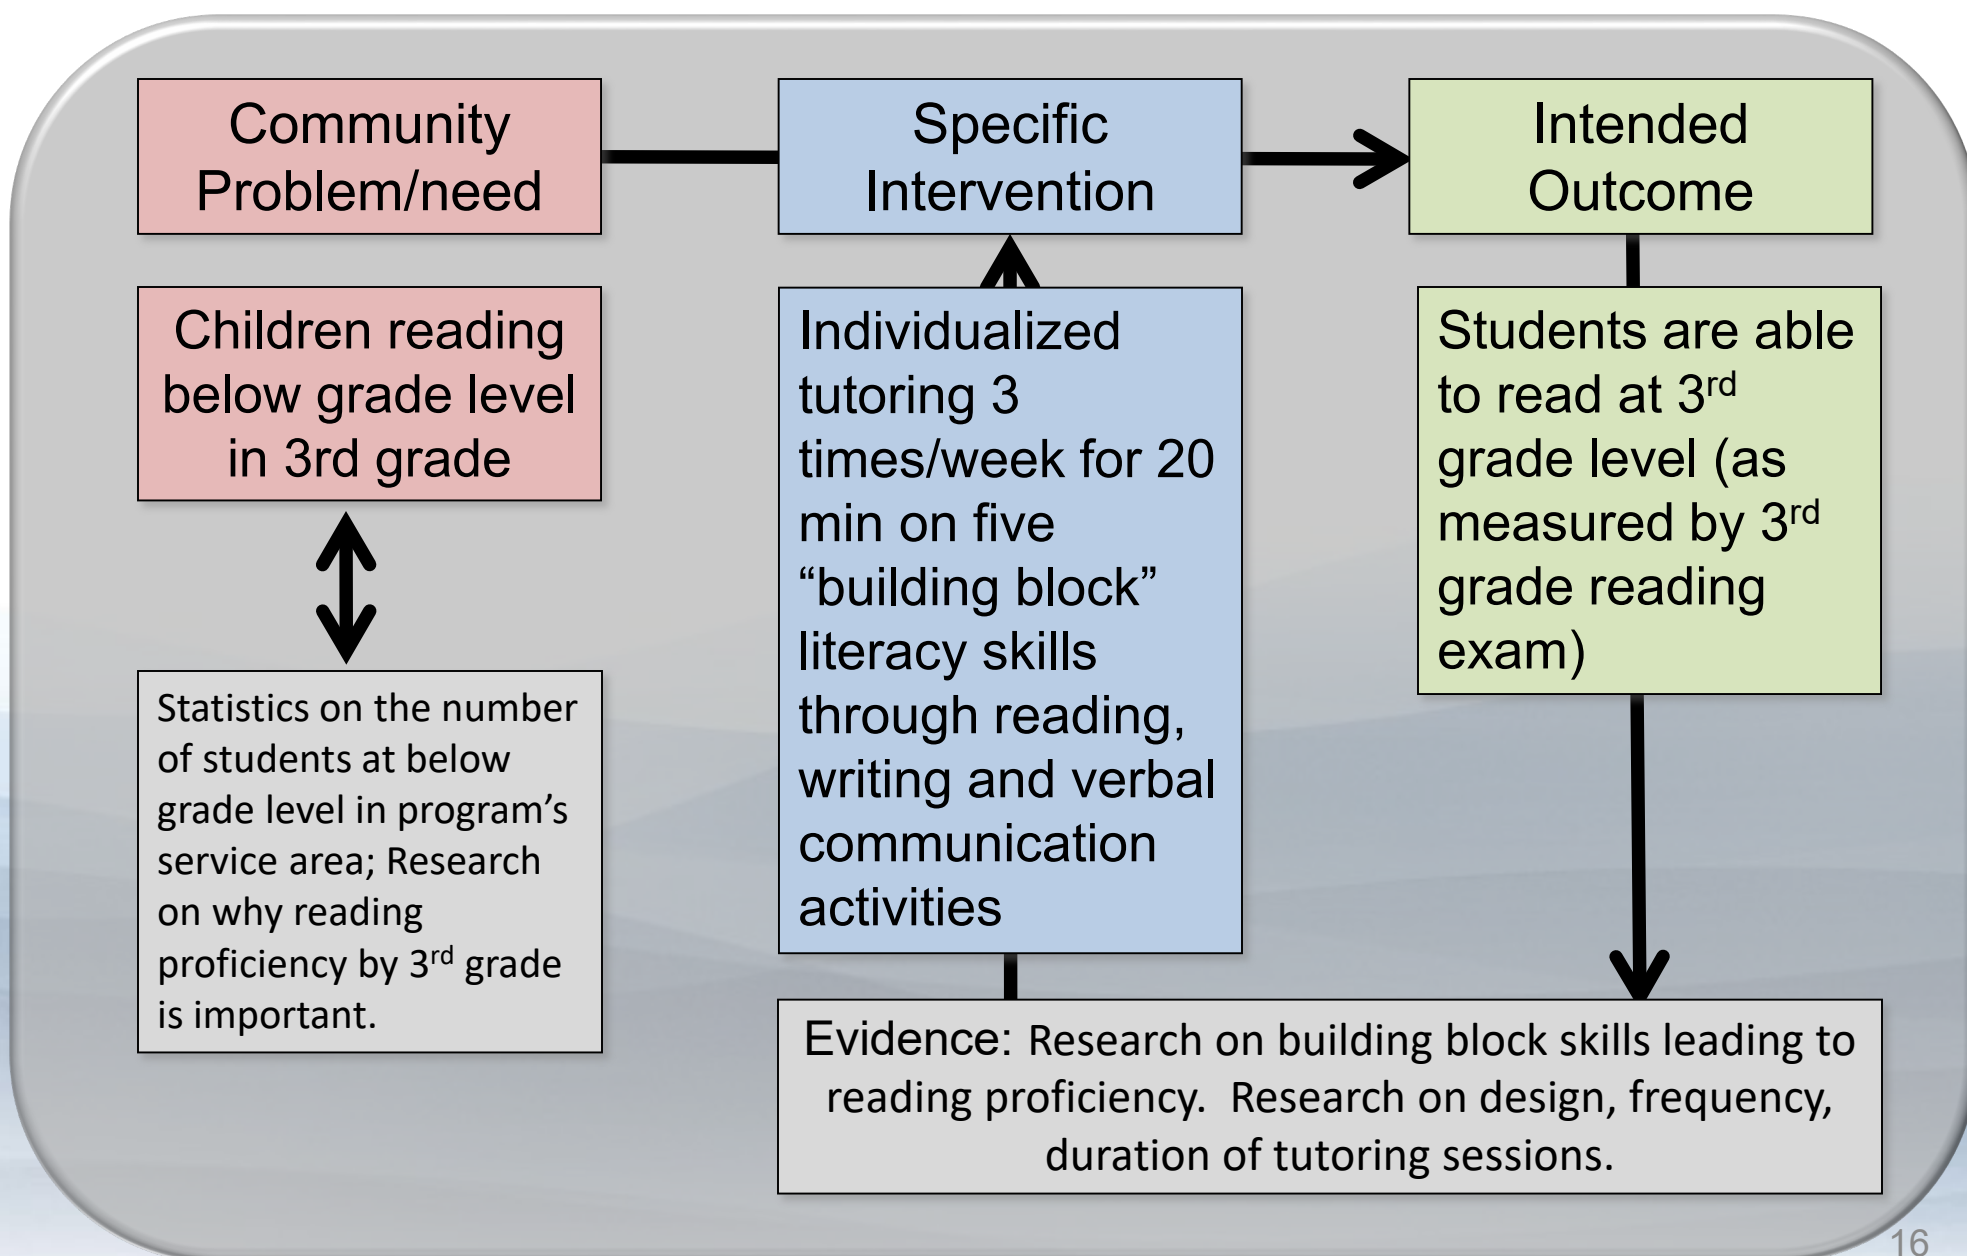 Community
Problem/need
Specific
Intervention
Intended
Outcome
Children reading
below grade level
in 3rd grade
Statistics on the number
of students at below
grade level in program’s
service area; Research
on why reading
proficiency by 3rd grade
is important.
Individualized
tutoring 3
times/week for 20
min on five
“building block”
literacy skills
through reading,
writing and verbal
communication
activities
Students are able
to read at 3rd
grade level (as
measured by 3rd
grade reading
exam)
Evidence: Research on building block skills leading to
reading proficiency.  Research on design, frequency,
duration of tutoring sessions.
16